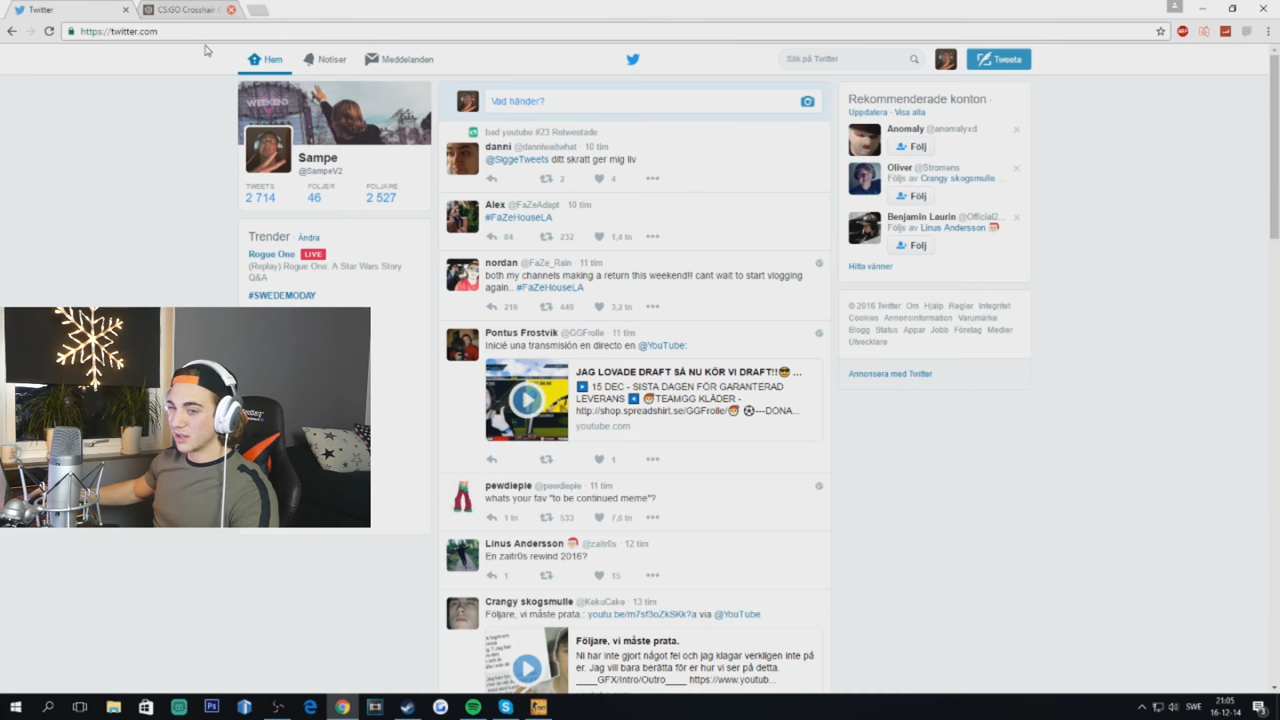 Twitter
CS:GO Crosshair
https://twitter.com
Hem
Notiser
Meddelanden
Sök på Twitter
Tweeta
WEEKEND
Sampe
@SampeV2
TWEETS
FÖLJER
FÖLJARE
2 714
46
2 527
Trender · Ändra
Rogue One LIVE
(Replay) Rogue One: A Star Wars Story
Q&A
#SWEDEMODAY
Vad händer?
bad youtube #23 Retweetade
danni @danniwaitwhat · 10 tim
@SiggeTweets ditt skratt ger mig liv
2
4
Alex @FaZeAdapt · 10 tim
#FaZeHouseLA
84
232
1,4 tn
nordan @FaZe_Rain · 11 tim
both my channels making a return this weekend!! cant wait to start vlogging
again.. #FaZeHouseLA
216
440
3,2 tn
Pontus Frostvik @GGFrolle · 11 tim
Inicié una transmisión en directo en @YouTube:
JAG LOVADE DRAFT SÅ NU KÖR VI DRAFT!!😎 ...
15 DEC - SISTA DAGEN FÖR GARANTERAD
LEVERANS TEAMGG KLÄDER -
http://shop.spreadshirt.se/GGFrolle/ ⚽---DONA...
youtube.com
1
pewdiepie @pewdiepie · 11 tim
whats your fav "to be continued meme"?
1 tn
533
7,6 tn
Linus Andersson 🎅 @zaitr0s · 12 tim
En zaitr0s rewind 2016?
1
15
Crangy skogsmulle @KekuCake · 13 tim
Följare, vi måste prata.: youtu.be/m7sf3oZkSKk?a via @YouTube
Följare, vi måste prata.
Ni har inte gjort något fel och jag klagar verkligen inte på
er. Jag vill bara berätta för er hur vi ser på detta.
____GFX/Intro/Outro____ https://www.youtub...
Rekommenderade konton ·
Uppdatera · Visa alla
Anomaly @anomalyxd
Följ
Oliver @Stromens
Följs av Crangy skogsmulle ...
Följ
Benjamin Laurin @Official2...
Följs av Linus Andersson 🎅
Följ
Hitta vänner
© 2016 Twitter Om Hjälp Regler Integritet
Cookies Annonsinformation Varumärke
Blogg Status Appar Jobb Företag Medier
Utvecklare
Annonsera med Twitter
SWE
21:05
16-12-14